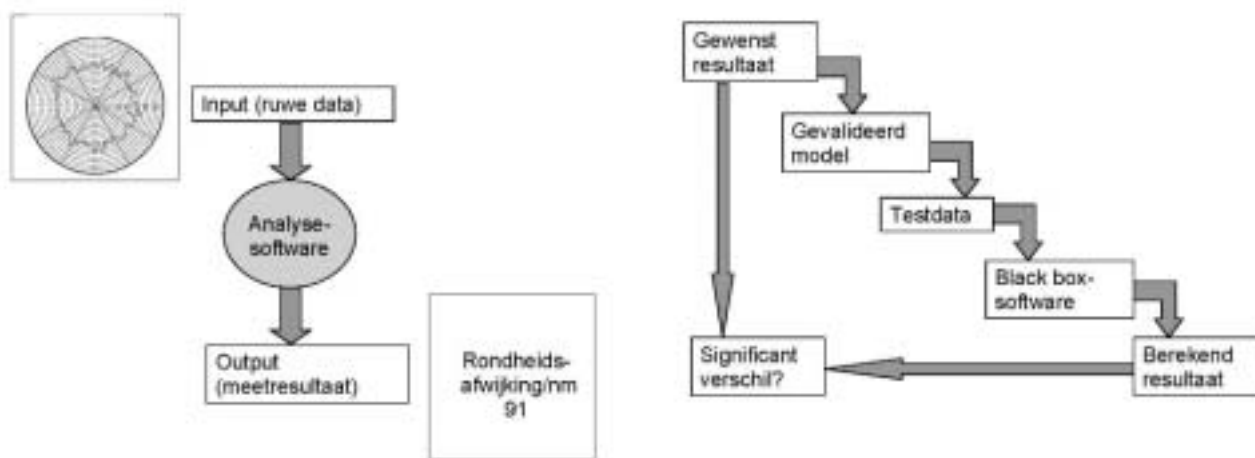 Input (ruwe data)
Analyse-
software
Output
(meetresultaat)
Rondheids-
afwijking/nm
91
Gewenst
resultaat
Gevalideerd
model
Testdata
Black box-
software
Berekend
resultaat
Significant
verschil?